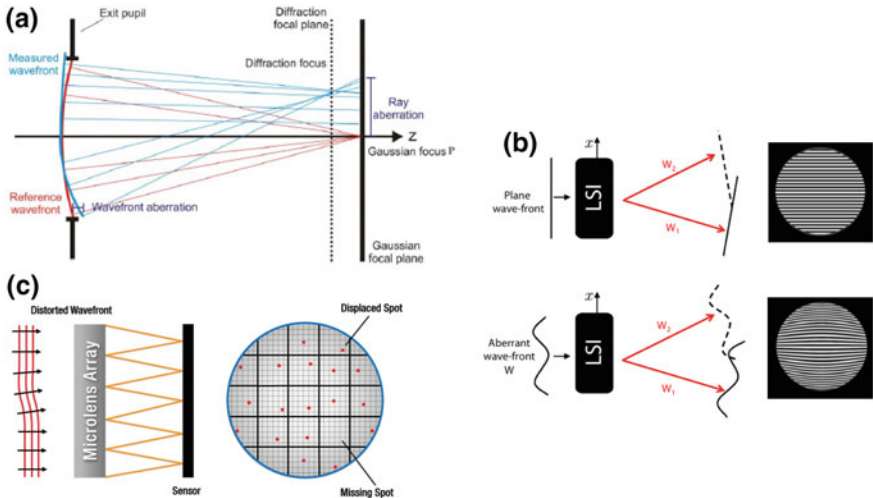 (a)
Exit pupil
Diffraction
focal plane
Measured
wavefront
Diffraction focus
Ray
aberration
Z
Gaussian focus P
Reference
wavefront
Wavefront aberration
Gaussian
focal plane
(b)
x
Plane
wave-front
LSI
W2
W1
x
Aberrant
wave-front
W
LSI
W2
W1
(c)
Distorted Wavefront
Microlens Array
Sensor
Displaced Spot
Missing Spot